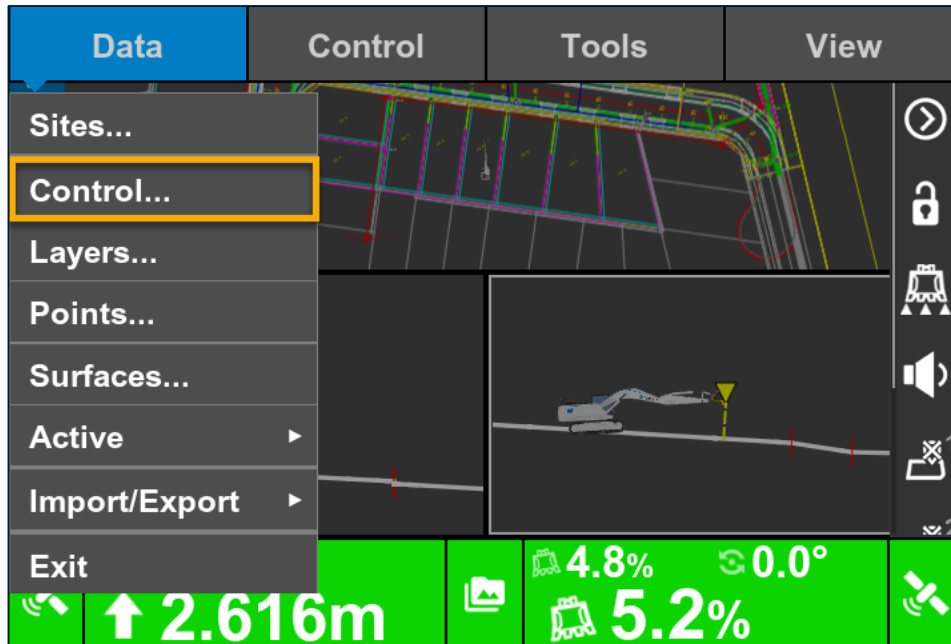 Data Control Tools View
Sites...
Control...
Layers...
Points...
Surfaces...
Active
Import/Export
Exit
4.8% 0.0°
2.616m 5.2%